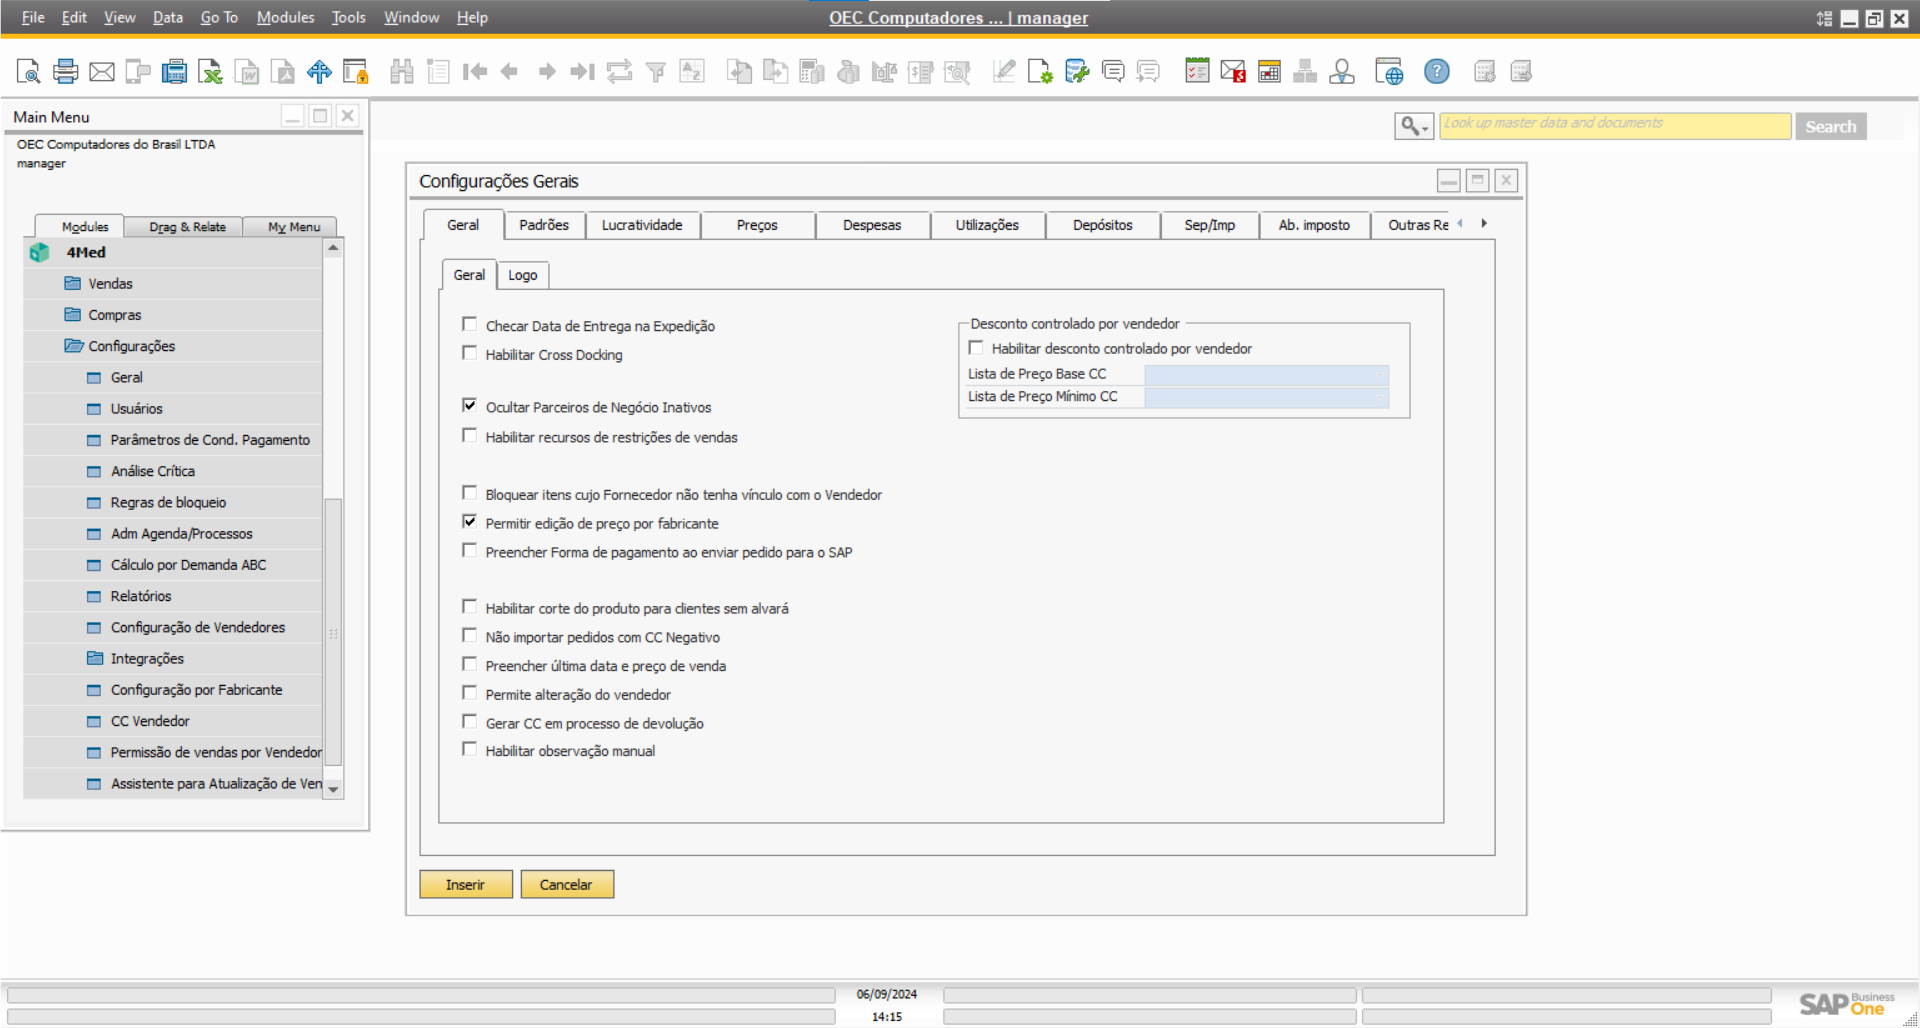 File Edit View Data Go To Modules Tools Window Help
OEC Computadores ... | manager
Main Menu
OEC Computadores do Brasil LTDA
manager
Look up master data and documents
Search
Modules Drag & Relate My Menu
4Med
Vendas
Compras
Configurações
Geral
Usuários
Parâmetros de Cond. Pagamento
Análise Crítica
Regras de bloqueio
Adm Agenda/Processos
Cálculo por Demanda ABC
Relatórios
Configuração de Vendedores
Integrações
Configuração por Fabricante
CC Vendedor
Permissão de vendas por Vendedor
Assistente para Atualização de Ven
Configurações Gerais
Geral Padrões Lucratividade Preços Despesas Utilizações Depósitos Sep/Imp Ab. imposto Outras Re
Geral Logo
Checar Data de Entrega na Expedição
Habilitar Cross Docking
Ocultar Parceiros de Negócio Inativos
Habilitar recursos de restrições de vendas
Bloquear itens cujo Fornecedor não tenha vínculo com o Vendedor
Permitir edição de preço por fabricante
Preencher Forma de pagamento ao enviar pedido para o SAP
Habilitar corte do produto para clientes sem alvará
Não importar pedidos com CC Negativo
Preencher última data e preço de venda
Permite alteração do vendedor
Gerar CC em processo de devolução
Habilitar observação manual
Desconto controlado por vendedor
Habilitar desconto controlado por vendedor
Lista de Preço Base CC
Lista de Preço Mínimo CC
Inserir Cancelar
06/09/2024
14:15
SAP Business One